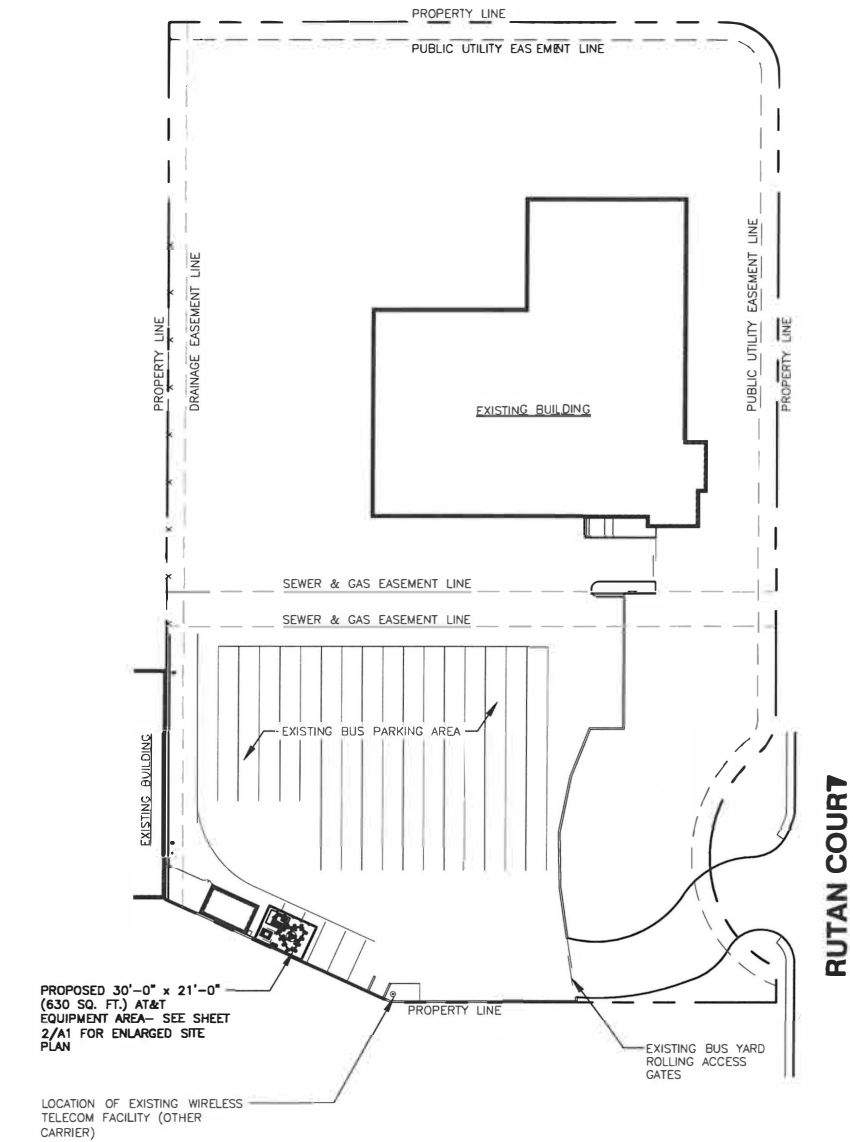 PROPERTY LINE
PUBLIC UTILITY EASEMENT LINE
PROPERTY LINE
DRAINAGE EASEMENT LINE
PUBLIC UTILITY EASEMENT LINE
PROPERTY LINE
EXISTING BUILDING
SEWER & GAS EASEMENT LINE
SEWER & GAS EASEMENT LINE
EXISTING BUS PARKING AREA
EXISTING BUILDING
RUTAN COURT
PROPOSED 30'-0" x 21'-0"
(630 SQ. FT.) AT&T
EQUIPMENT AREA- SEE SHEET
2/A1 FOR ENLARGED SITE
PLAN
PROPERTY LINE
EXISTING BUS YARD
ROLLING ACCESS
GATES
LOCATION OF EXISTING WIRELESS
TELECOM FACILITY (OTHER
CARRIER)